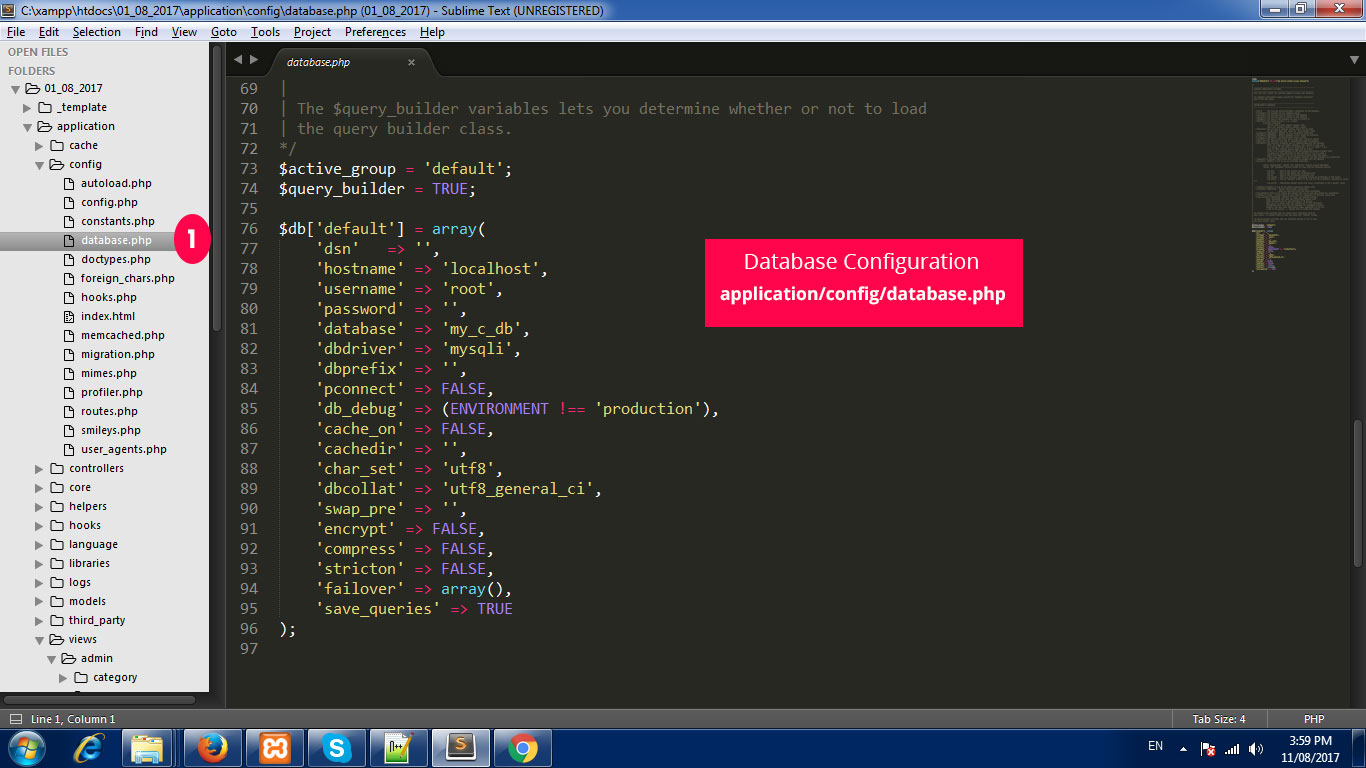 C:\xampp\htdocs\01_08_2017\application\config\database.php (01_08_2017) - Sublime Text (UNREGISTERED)
File Edit Selection Find View Goto Tools Project Preferences Help
OPEN FILES
FOLDERS
01_08_2017
_template
application
cache
config
autoload.php
config.php
constants.php
database.php
1
doctypes.php
foreign_chars.php
hooks.php
index.html
memcached.php
migration.php
mimes.php
profiler.php
routes.php
smileys.php
user_agents.php
controllers
core
helpers
hooks
language
libraries
logs
models
third_party
views
admin
category
database.php
69 |
70 | The $query_builder variables lets you determine whether or not to load
71 | the query builder class.
72 */
73 $active_group = 'default';
74 $query_builder = TRUE;
75
76 $db['default'] = array(
77 'dsn' => '',
78 'hostname' => 'localhost',
79 'username' => 'root',
80 'password' => '',
81 'database' => 'my_c_db',
82 'dbdriver' => 'mysqli',
83 'dbprefix' => '',
84 'pconnect' => FALSE,
85 'db_debug' => (ENVIRONMENT !== 'production'),
86 'cache_on' => FALSE,
87 'cachedir' => '',
88 'char_set' => 'utf8',
89 'dbcollat' => 'utf8_general_ci',
90 'swap_pre' => '',
91 'encrypt' => FALSE,
92 'compress' => FALSE,
93 'stricton' => FALSE,
94 'failover' => array(),
95 'save_queries' => TRUE
96 );
97
Database Configuration
application/config/database.php
Line 1, Column 1
Tab Size: 4
PHP
EN
3:59 PM
11/08/2017